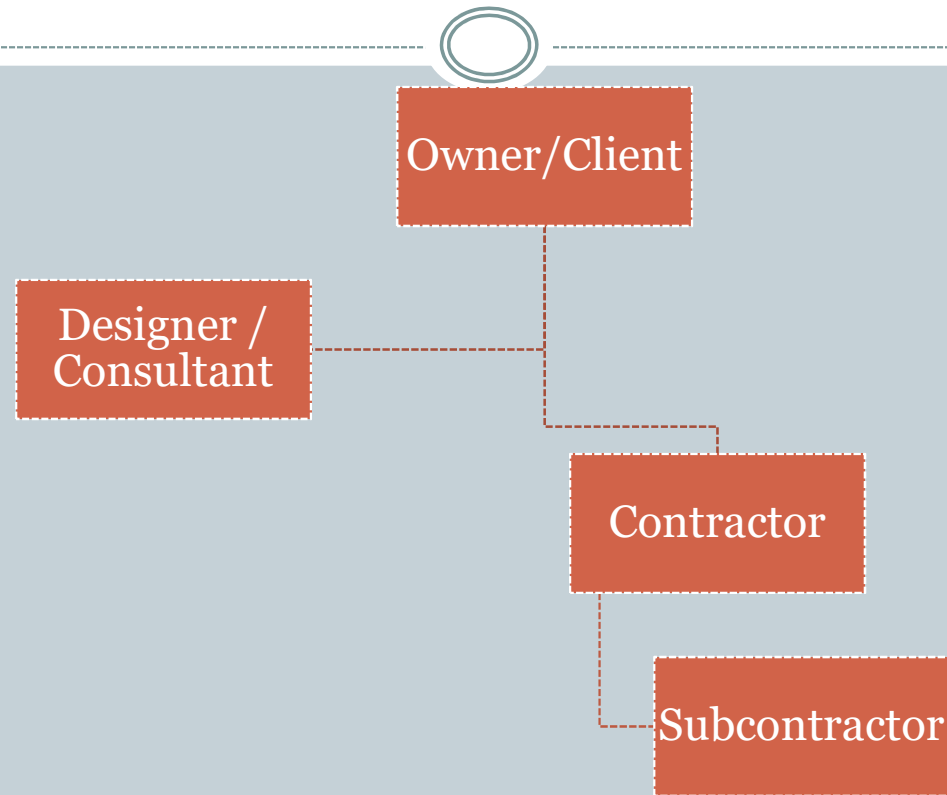 Owner/Client
Designer /
Consultant
Contractor
Subcontractor